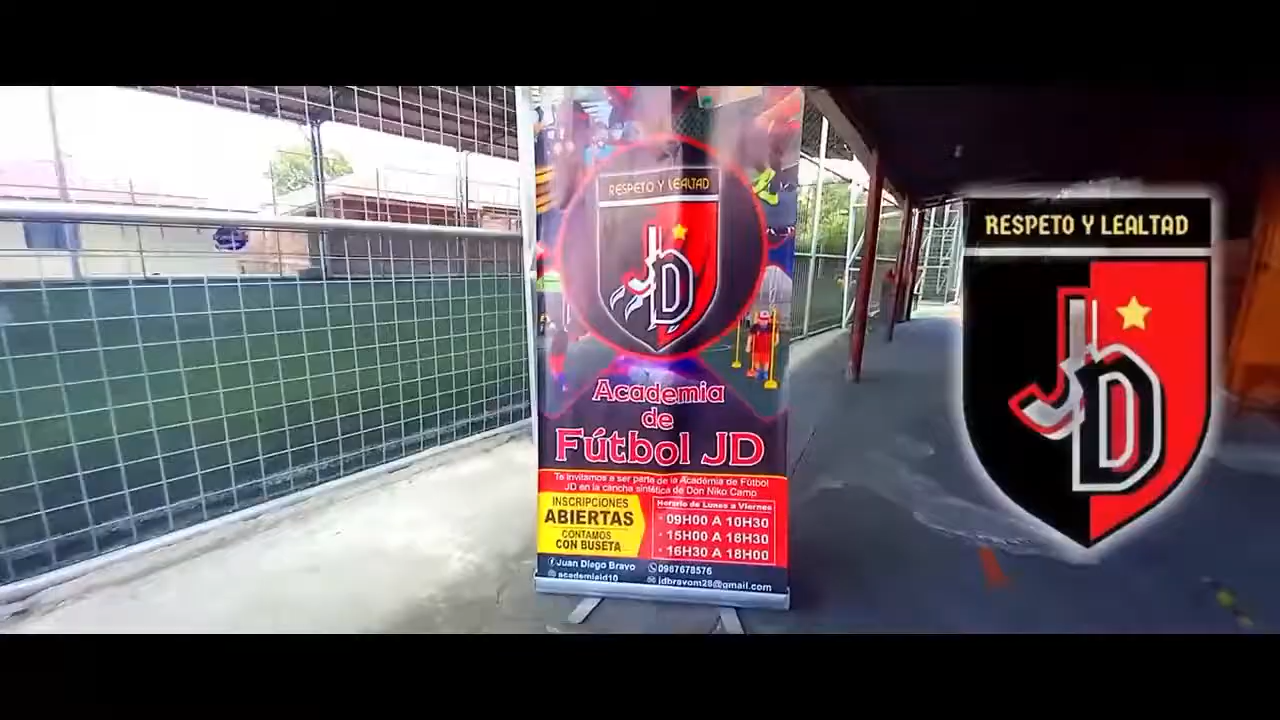 RESPETO Y LEALTAD
JD
Academia
de
Fútbol JD
Te invitamos a ser parte de la Académia de Fútbol
JD en la cancha sintética de Don Niko Camp
INSCRIPCIONES
ABIERTAS
CONTAMOS
CON BUSETA
Horario de Lunes a Viernes
09H00 A 10H30
15H00 A 16H30
16H30 A 18H00
Juan Diego Bravo
academiajd10
0987678576
jdbravom28@gmail.com
RESPETO Y LEALTAD
JD